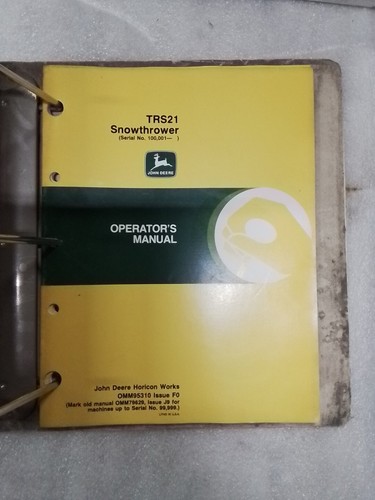 TRS21
Snowthrower
(Serial No. 100,001— )
JOHN DEERE
OPERATOR'S
MANUAL
John Deere Horicon Works
OMM95310 Issue F0
(Mark old manual OMM79629, Issue J9 for
machines up to Serial No. 99,999.)